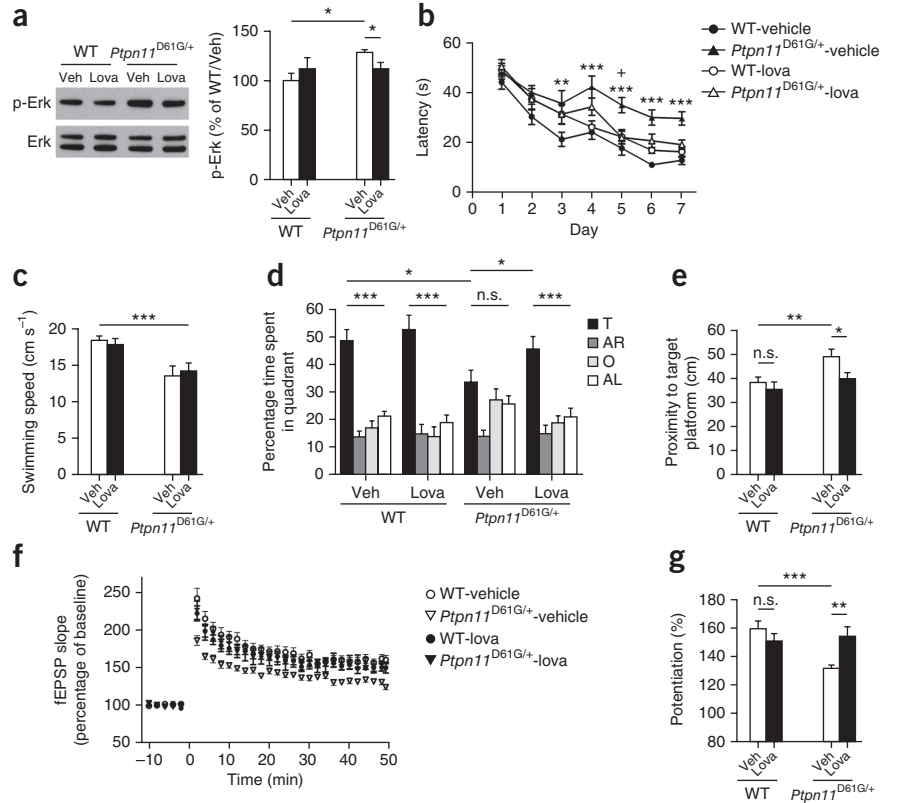 a
WT Ptpn11D61G/+
Veh Lova Veh Lova
p-Erk
Erk
p-Erk (% of WT/Veh)
150
100
50
0
*
*
Veh Lova Veh Lova
WT Ptpn11D61G/+
b
Latency (s)
60
40
20
0
** *** + *** *** ***
0 1 2 3 4 5 6 7
Day
WT-vehicle
Ptpn11D61G/+-vehicle
WT-lova
Ptpn11D61G/+-lova
c
Swimming speed (cm s−1)
20
15
10
5
0
***
Veh Lova Veh Lova
WT Ptpn11D61G/+
d
Percentage time spent
in quadrant
60
50
40
30
20
10
0
* *
*** *** n.s. ***
T
AR
O
AL
Veh Lova Veh Lova
WT Ptpn11D61G/+
e
Proximity to target
platform (cm)
60
50
40
30
20
10
0
**
n.s. *
Veh Lova Veh Lova
WT Ptpn11D61G/+
f
fEPSP slope
(percentage of baseline)
250
200
150
100
50
−10 0 10 20 30 40 50
Time (min)
WT-vehicle
Ptpn11D61G/+-vehicle
WT-lova
Ptpn11D61G/+-lova
g
Potentiation (%)
180
160
140
120
100
80
***
n.s. **
Veh Lova Veh Lova
WT Ptpn11D61G/+